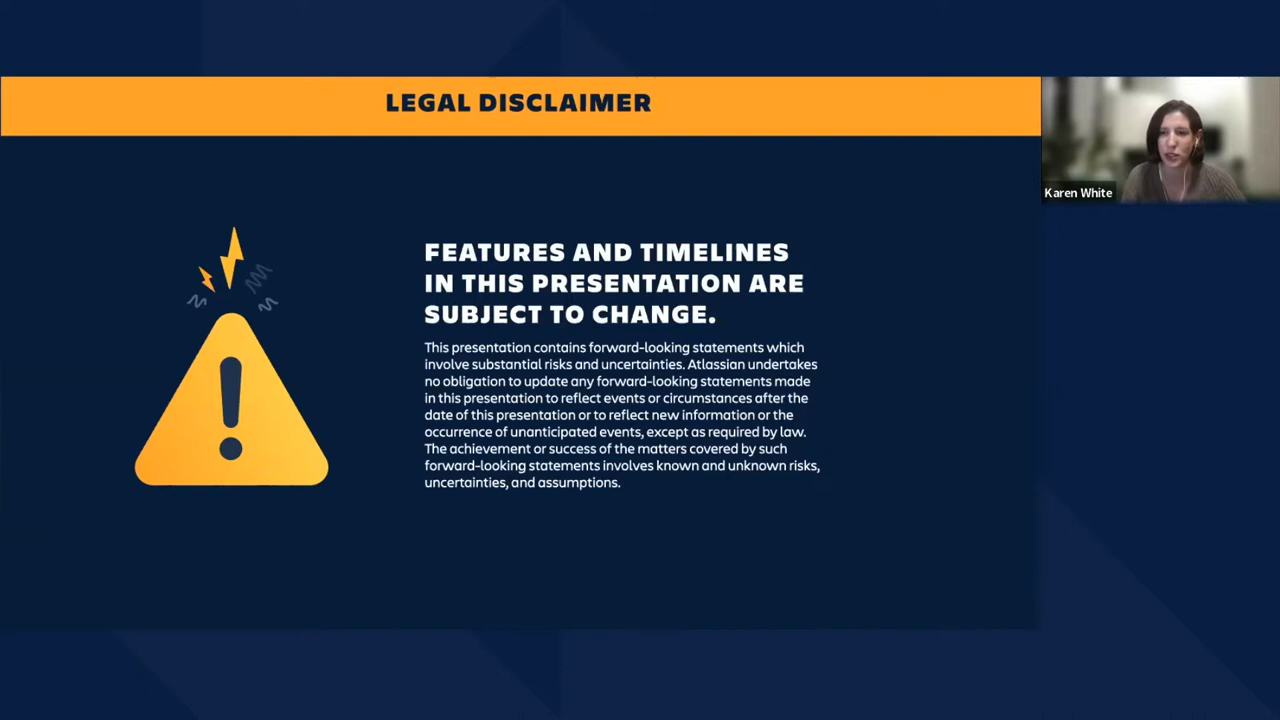 LEGAL DISCLAIMER
Karen White
FEATURES AND TIMELINES
IN THIS PRESENTATION ARE
SUBJECT TO CHANGE.
This presentation contains forward-looking statements which
involve substantial risks and uncertainties. Atlassian undertakes
no obligation to update any forward-looking statements made
in this presentation to reflect events or circumstances after the
date of this presentation or to reflect new information or the
occurrence of unanticipated events, except as required by law.
The achievement or success of the matters covered by such
forward-looking statements involves known and unknown risks,
uncertainties, and assumptions.